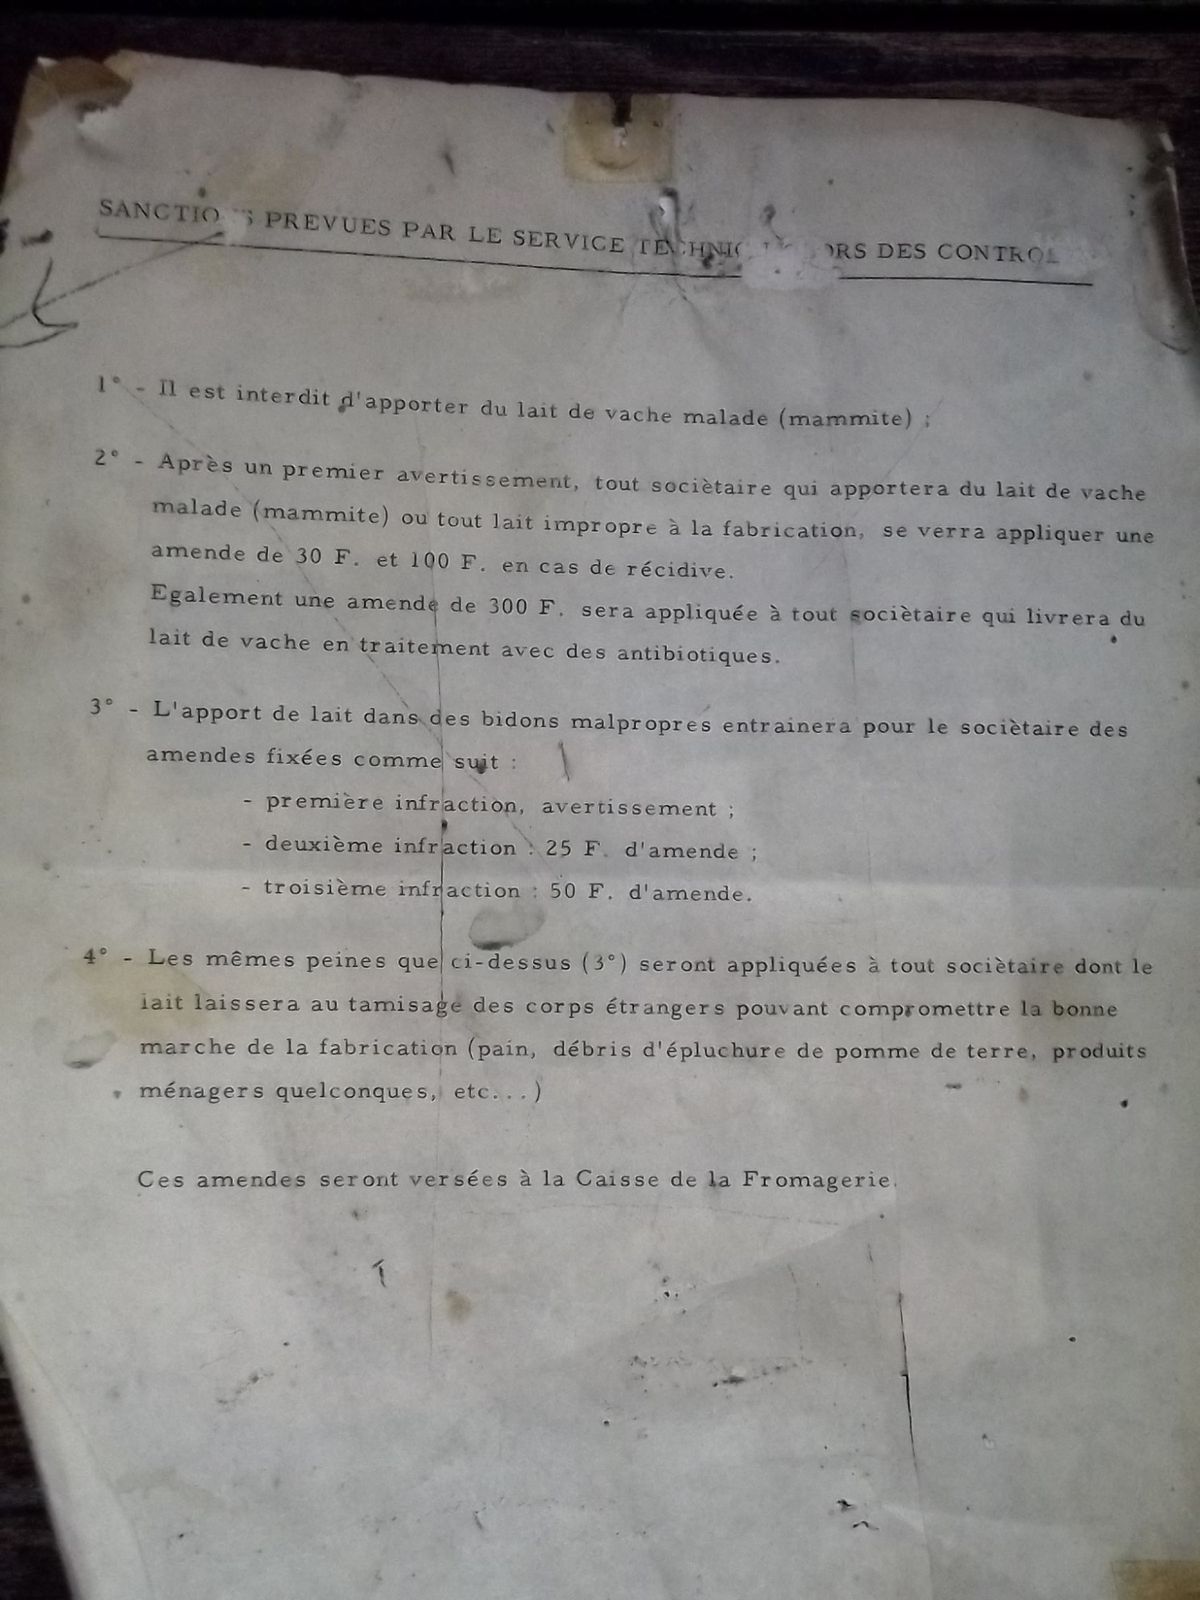 SANCTIONS PREVUES PAR LE SERVICE TECHNIQUE LORS DES CONTROL
1° - Il est interdit d'apporter du lait de vache malade (mammite) ;
2° - Après un premier avertissement, tout sociètaire qui apportera du lait de vache
malade (mammite) ou tout lait impropre à la fabrication, se verra appliquer une
amende de 30 F. et 100 F. en cas de récidive.
Egalement une amende de 300 F. sera appliquée à tout sociètaire qui livrera du
lait de vache en traitement avec des antibiotiques.
3° - L'apport de lait dans des bidons malpropres entrainera pour le sociètaire des
amendes fixées comme suit :
- première infraction, avertissement ;
- deuxième infraction : 25 F. d'amende ;
- troisième infraction : 50 F. d'amende.
4° - Les mêmes peines que ci-dessus (3°) seront appliquées à tout sociètaire dont le
lait laissera au tamisage des corps étrangers pouvant compromettre la bonne
marche de la fabrication (pain, débris d'épluchure de pomme de terre, produits
ménagers quelconques, etc...)
Ces amendes seront versées à la Caisse de la Fromagerie.